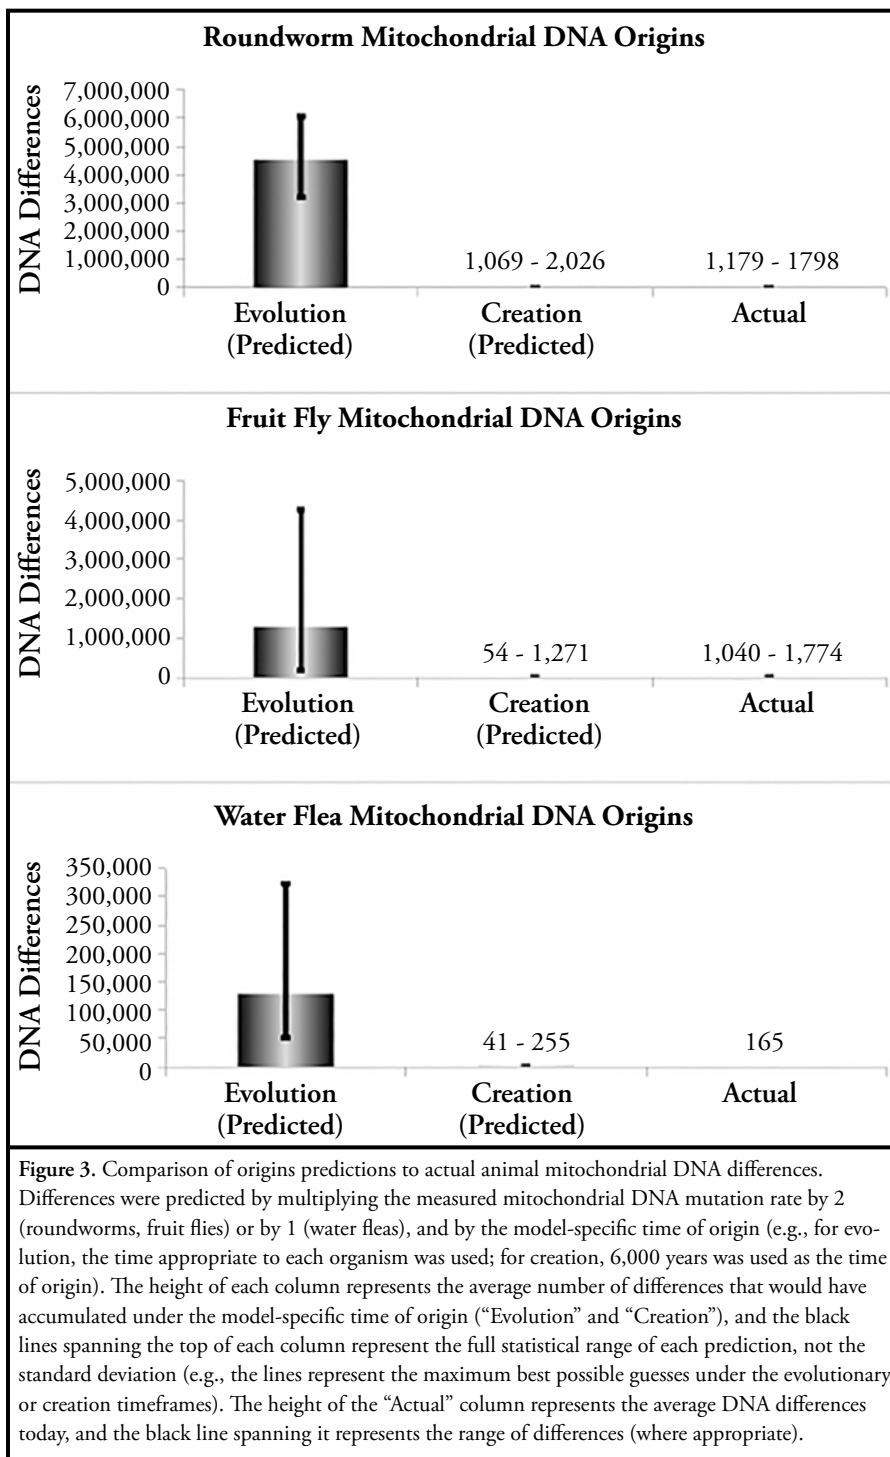 Roundworm Mitochondrial DNA Origins
DNA Differences
7,000,000
6,000,000
5,000,000
4,000,000
3,000,000
2,000,000
1,000,000
0
1,069 - 2,026
1,179 - 1798
Evolution
(Predicted)
Creation
(Predicted)
Actual
Fruit Fly Mitochondrial DNA Origins
DNA Differences
5,000,000
4,000,000
3,000,000
2,000,000
1,000,000
0
54 - 1,271
1,040 - 1,774
Evolution
(Predicted)
Creation
(Predicted)
Actual
Water Flea Mitochondrial DNA Origins
DNA Differences
350,000
300,000
250,000
200,000
150,000
100,000
50,000
0
41 - 255
165
Evolution
(Predicted)
Creation
(Predicted)
Actual
Figure 3. Comparison of origins predictions to actual animal mitochondrial DNA differences.
Differences were predicted by multiplying the measured mitochondrial DNA mutation rate by 2
(roundworms, fruit flies) or by 1 (water fleas), and by the model-specific time of origin (e.g., for evo-
lution, the time appropriate to each organism was used; for creation, 6,000 years was used as the time
of origin). The height of each column represents the average number of differences that would have
accumulated under the model-specific time of origin (“Evolution” and “Creation”), and the black
lines spanning the top of each column represent the full statistical range of each prediction, not the
standard deviation (e.g., the lines represent the maximum best possible guesses under the evolutionary
or creation timeframes). The height of the “Actual” column represents the average DNA differences
today, and the black line spanning it represents the range of differences (where appropriate).